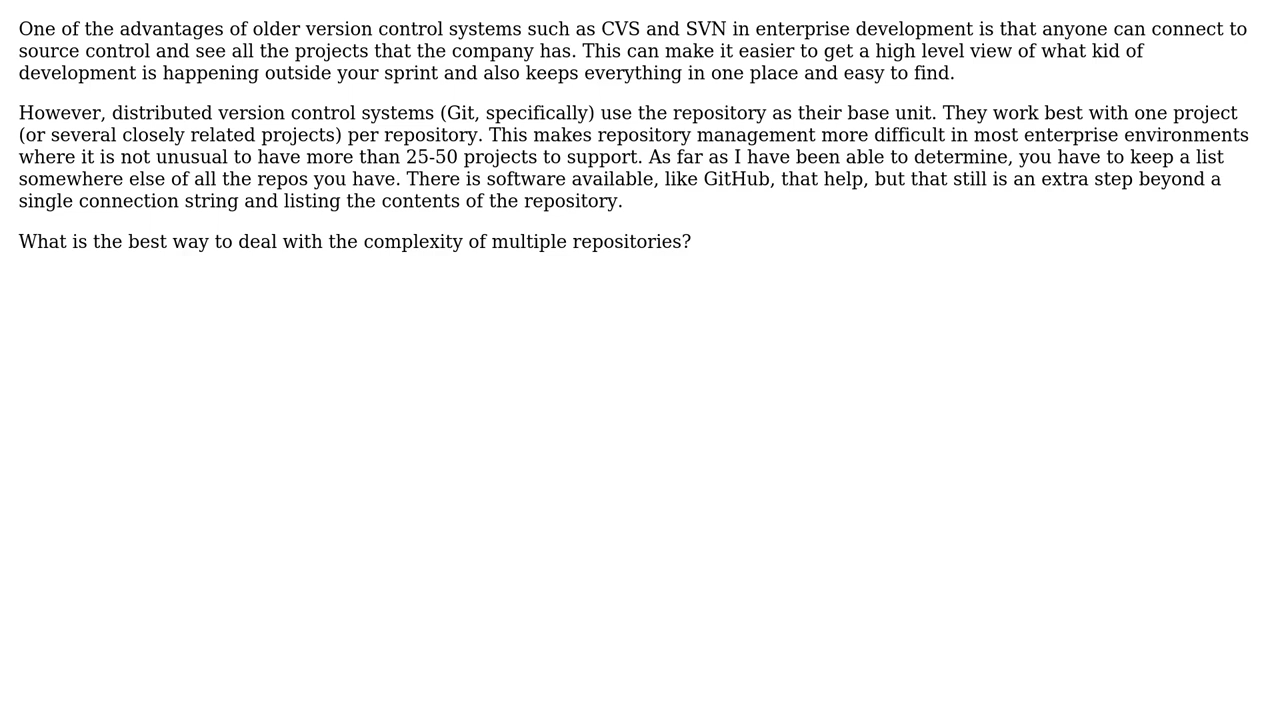 One of the advantages of older version control systems such as CVS and SVN in enterprise development is that anyone can connect to
source control and see all the projects that the company has. This can make it easier to get a high level view of what kid of
development is happening outside your sprint and also keeps everything in one place and easy to find.
However, distributed version control systems (Git, specifically) use the repository as their base unit. They work best with one project
(or several closely related projects) per repository. This makes repository management more difficult in most enterprise environments
where it is not unusual to have more than 25-50 projects to support. As far as I have been able to determine, you have to keep a list
somewhere else of all the repos you have. There is software available, like GitHub, that help, but that still is an extra step beyond a
single connection string and listing the contents of the repository.
What is the best way to deal with the complexity of multiple repositories?